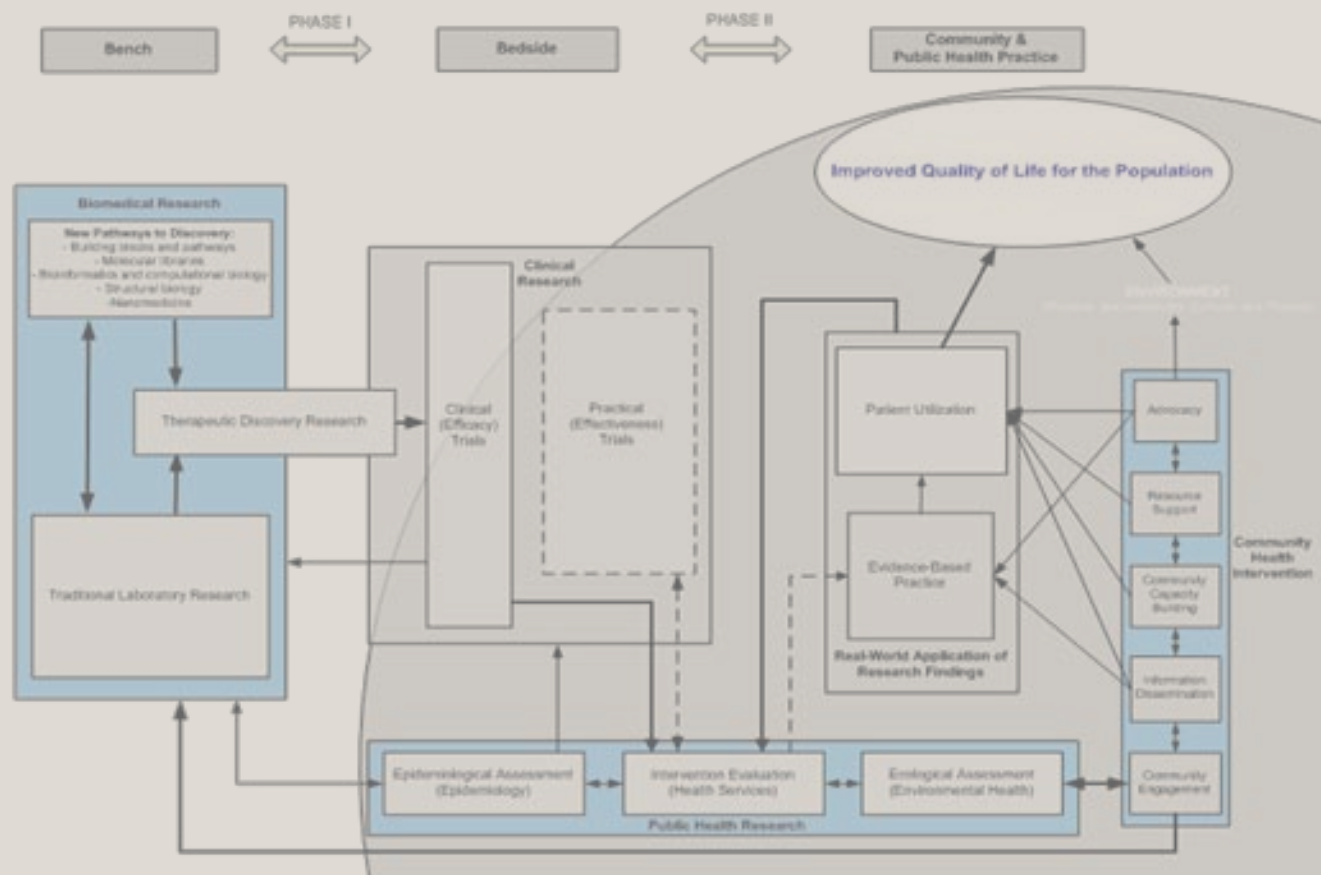 PHASE I
PHASE II
Bench
Bedside
Community &
Public Health Practice
Improved Quality of Life for the Population
Biomedical Research
New Pathways to Discovery:
- Building blocks and pathways
- Molecular libraries
- Bioinformatics and computational biology
- Structural biology
-Nanomedicine
Therapeutic Discovery Research
Traditional Laboratory Research
Clinical
Research
Clinical
(Efficacy)
Trials
Practical
(Effectiveness)
Trials
ENVIRONMENT
Patient Utilization
Evidence-Based
Practice
Real-World Application of
Research Findings
Advocacy
Resource
Support
Community
Capacity
Building
Information
Dissemination
Community
Engagement
Community
Health
Intervention
Epidemiological Assessment
(Epidemiology)
Intervention Evaluation
(Health Services)
Ecological Assessment
(Environmental Health)
Public Health Research